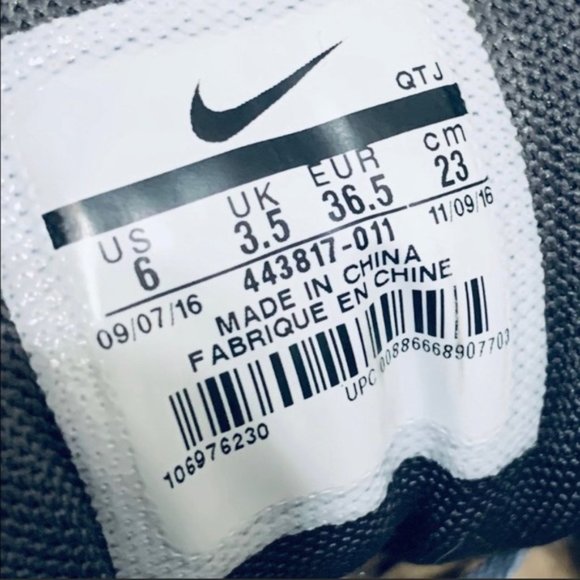 QTJ
US UK EUR cm
6 3.5 36.5 23
09/07/16 443817-011 11/09/16
MADE IN CHINA
FABRIQUE EN CHINE
106976230 UPC 00886668907703